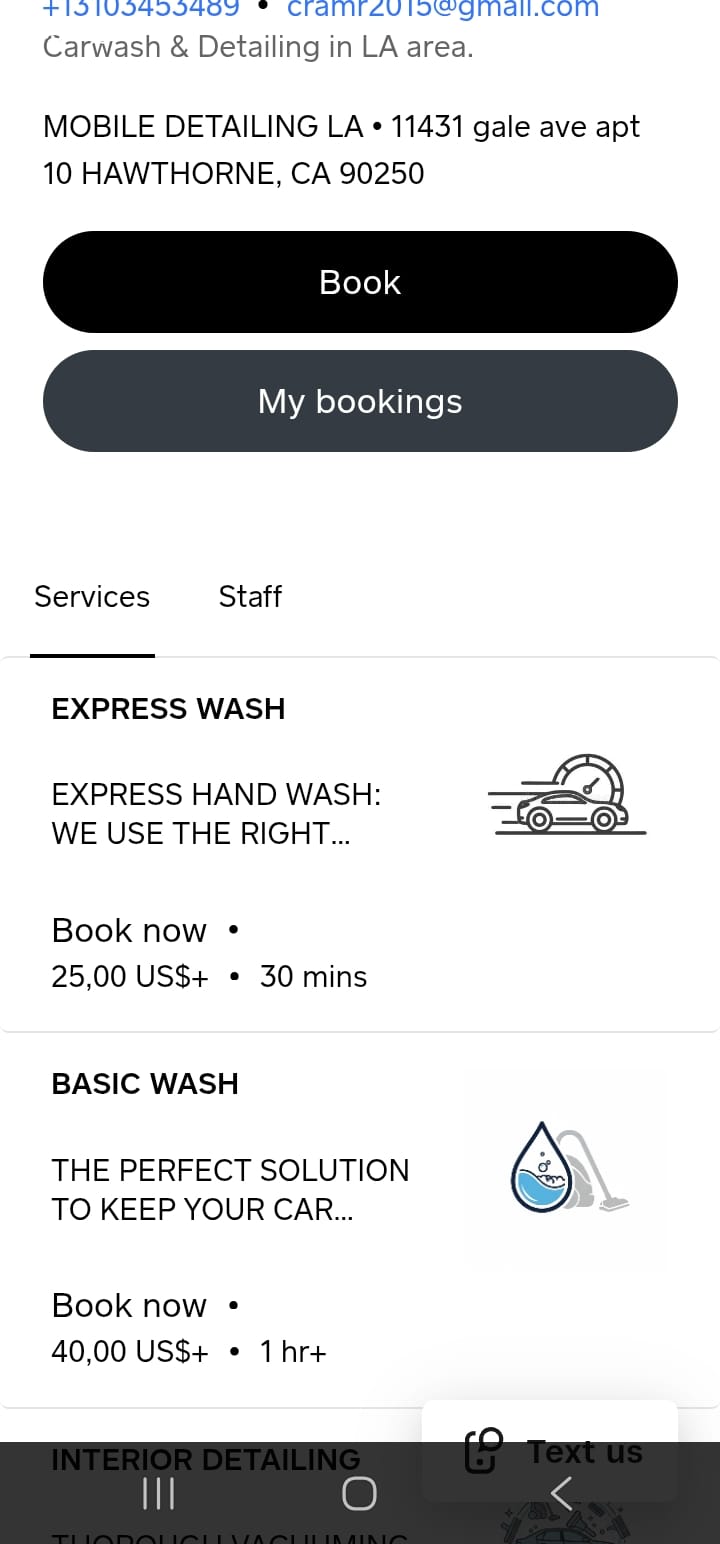 +13103453489 • cramr2015@gmail.com
Carwash & Detailing in LA area.
MOBILE DETAILING LA • 11431 gale ave apt
10 HAWTHORNE, CA 90250
Book
My bookings
Services Staff
EXPRESS WASH
EXPRESS HAND WASH:
WE USE THE RIGHT...
Book now •
25,00 US$+ • 30 mins
BASIC WASH
THE PERFECT SOLUTION
TO KEEP YOUR CAR...
Book now •
40,00 US$+ • 1 hr+
INTERIOR DETAILING
Text us
THOROUGH VACUUMING